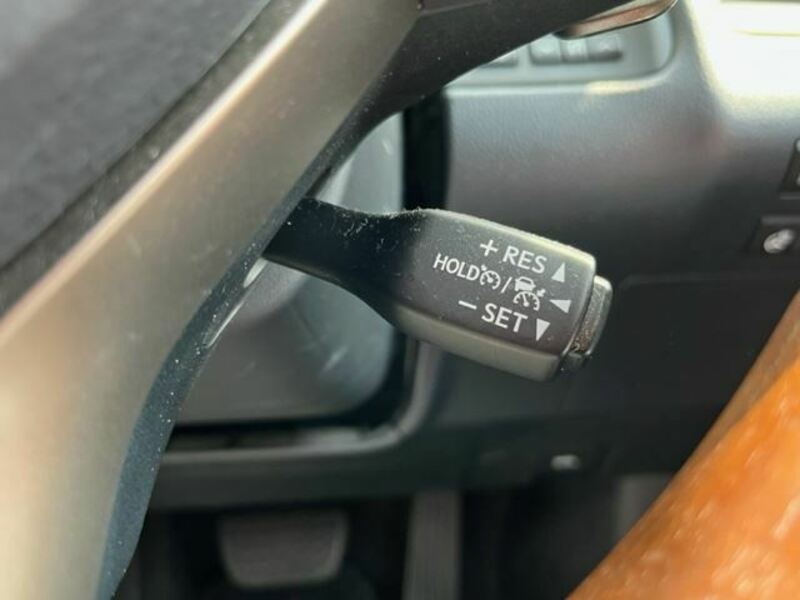 + RES
HOLD /
- SET